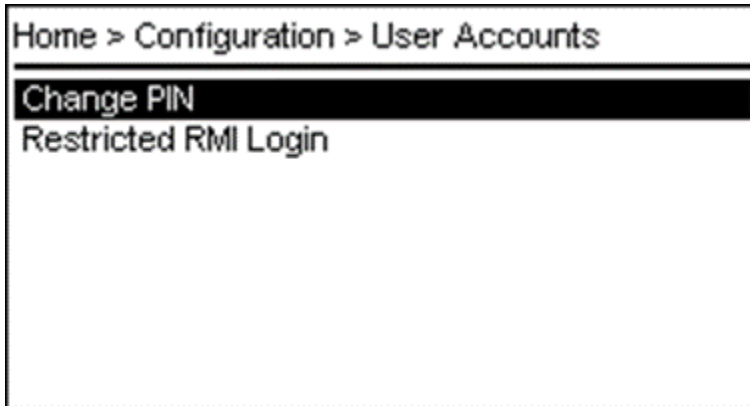 Home > Configuration > User Accounts
Change PIN
Restricted RMI Login